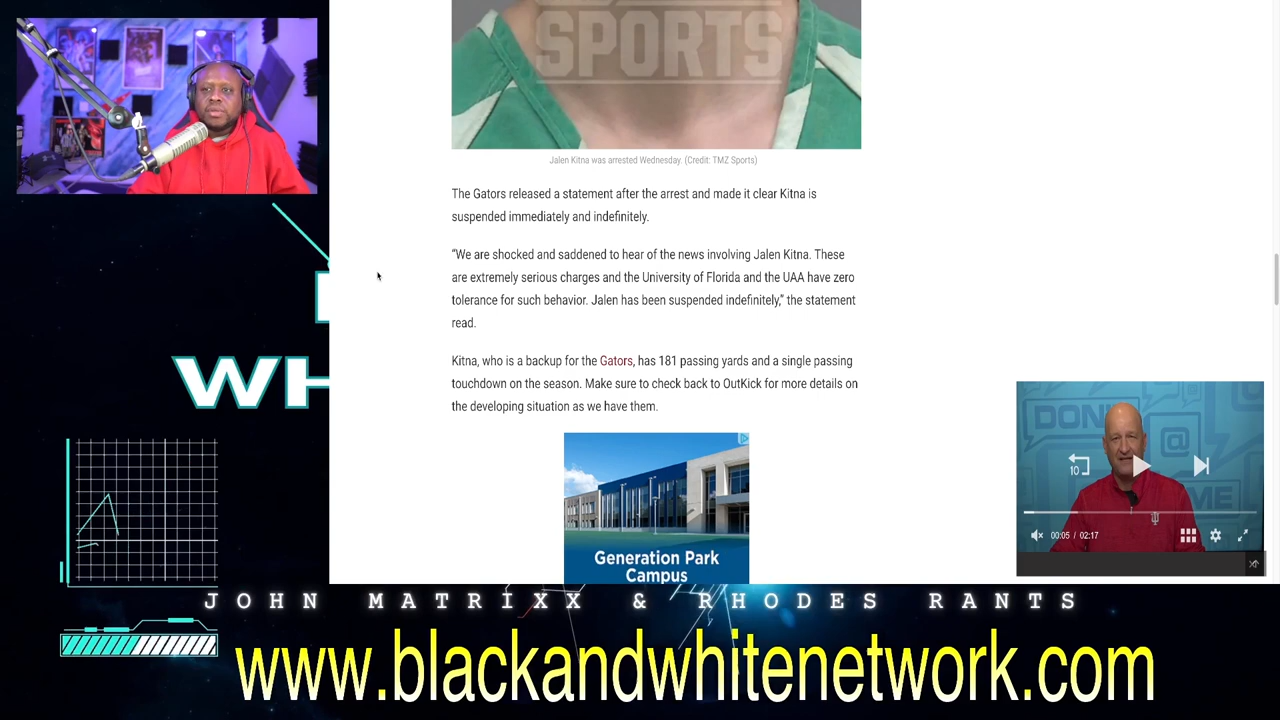 SPORTS
Jalen Kitna was arrested Wednesday. (Credit: TMZ Sports)
The Gators released a statement after the arrest and made it clear Kitna is
suspended immediately and indefinitely.
“We are shocked and saddened to hear of the news involving Jalen Kitna. These
are extremely serious charges and the University of Florida and the UAA have zero
tolerance for such behavior. Jalen has been suspended indefinitely,” the statement
read.
Kitna, who is a backup for the Gators, has 181 passing yards and a single passing
touchdown on the season. Make sure to check back to OutKick for more details on
the developing situation as we have them.
WH
DON
@
ME
10
00:05 / 02:17
Generation Park
Campus
JOHN MATRIXX & RHODES RANTS
www.blackandwhitenetwork.com